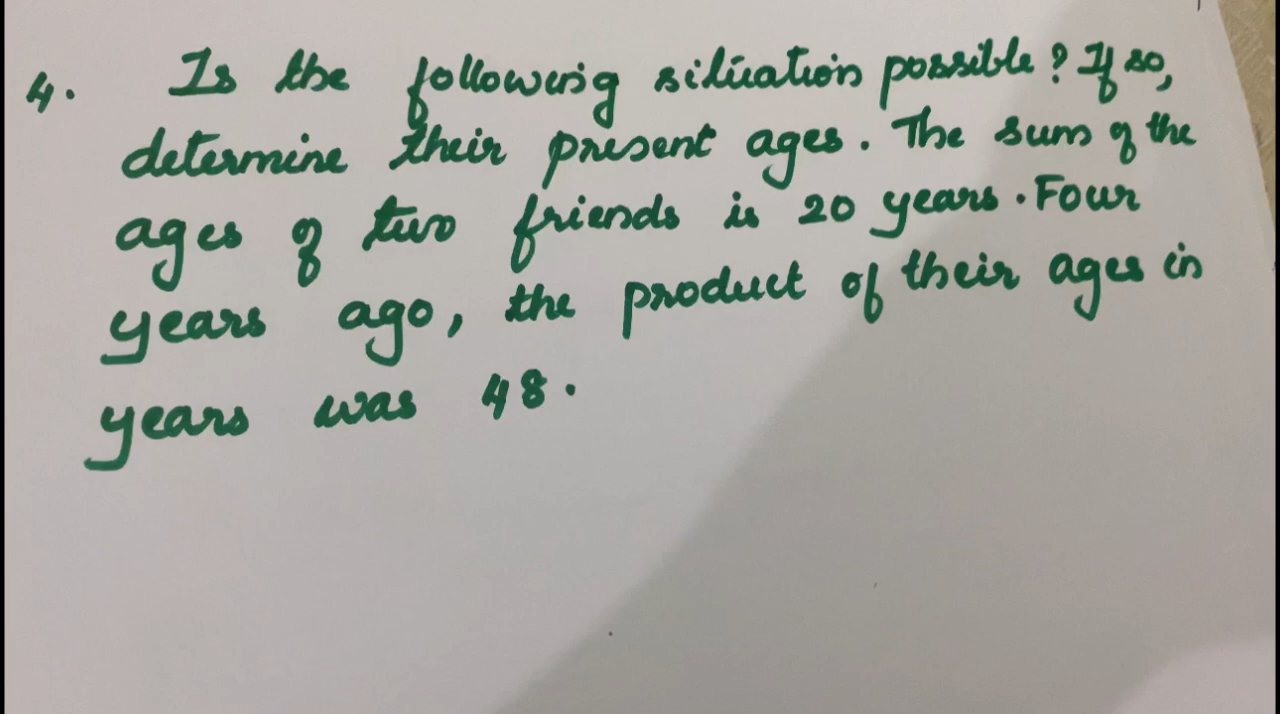 4. Is the following situation possible? If so,
determine their present ages. The sum of the
ages of two friends is 20 years. Four
years ago, the product of their ages in
years was 48.